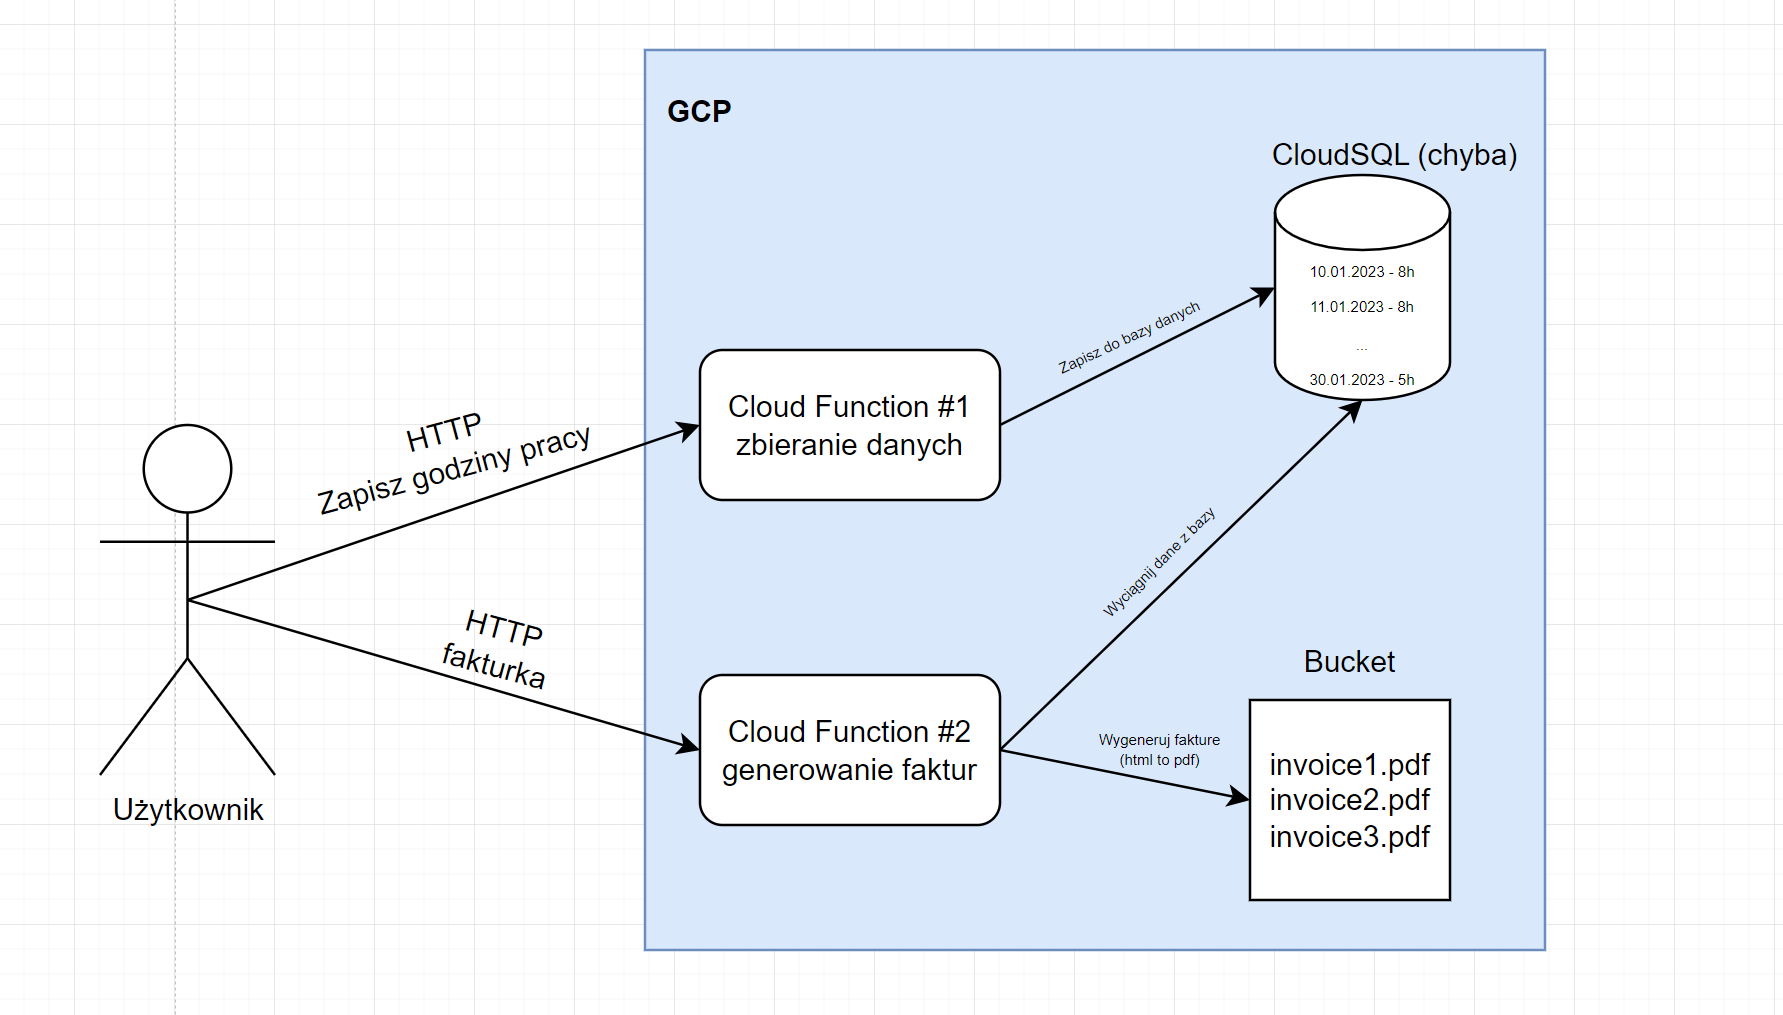 GCP
CloudSQL (chyba)
10.01.2023 - 8h
11.01.2023 - 8h
...
30.01.2023 - 5h
Zapisz do bazy danych
Cloud Function #1
zbieranie danych
HTTP
Zapisz godziny pracy
Wyciągnij dane z bazy
HTTP
fakturka
Cloud Function #2
generowanie faktur
Wygeneruj fakture
(html to pdf)
Bucket
invoice1.pdf
invoice2.pdf
invoice3.pdf
Użytkownik